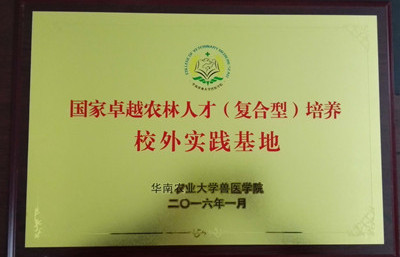 国家卓越农林人才（复合型）培养
校外实践基地
华南农业大学兽医学院
二〇一六年一月